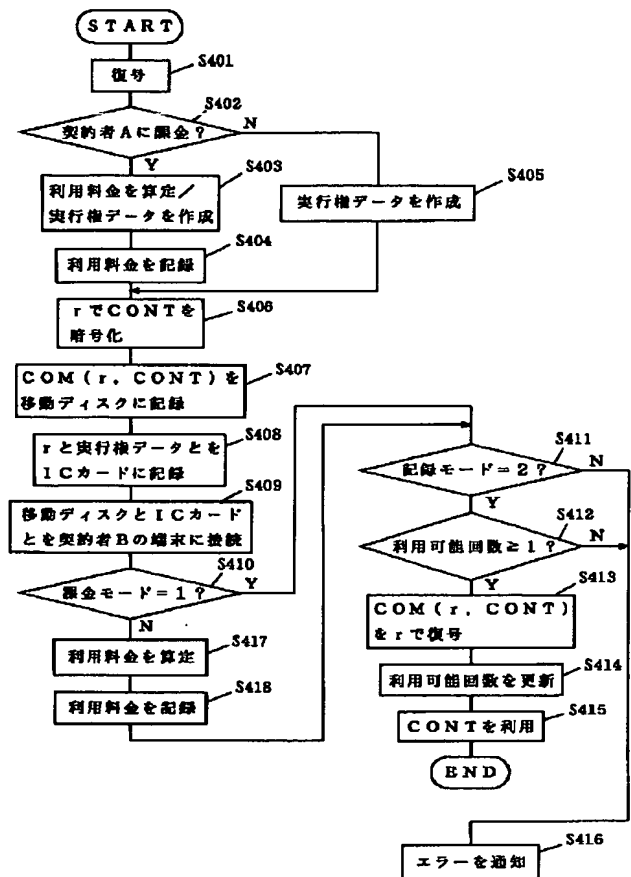 START
S401
復号
S402
契約者Aに課金?
N
Y
S403
利用料金を算定/
実行権データを作成
S405
実行権データを作成
S404
利用料金を記録
S406
rでCONTを
暗号化
S407
COM(r,CONT)を
移動ディスクに記録
S408
rと実行権データとを
ICカードに記録
S409
移動ディスクとICカード
とを契約者Bの端末に接続
S410
課金モード=1?
Y
N
S417
利用料金を算定
S418
利用料金を記録
S411
記録モード=2?
N
Y
S412
利用可能回数≥1?
N
Y
S413
COM(r,CONT)
をrで復号
S414
利用可能回数を更新
S415
CONTを利用
END
S416
エラーを通知